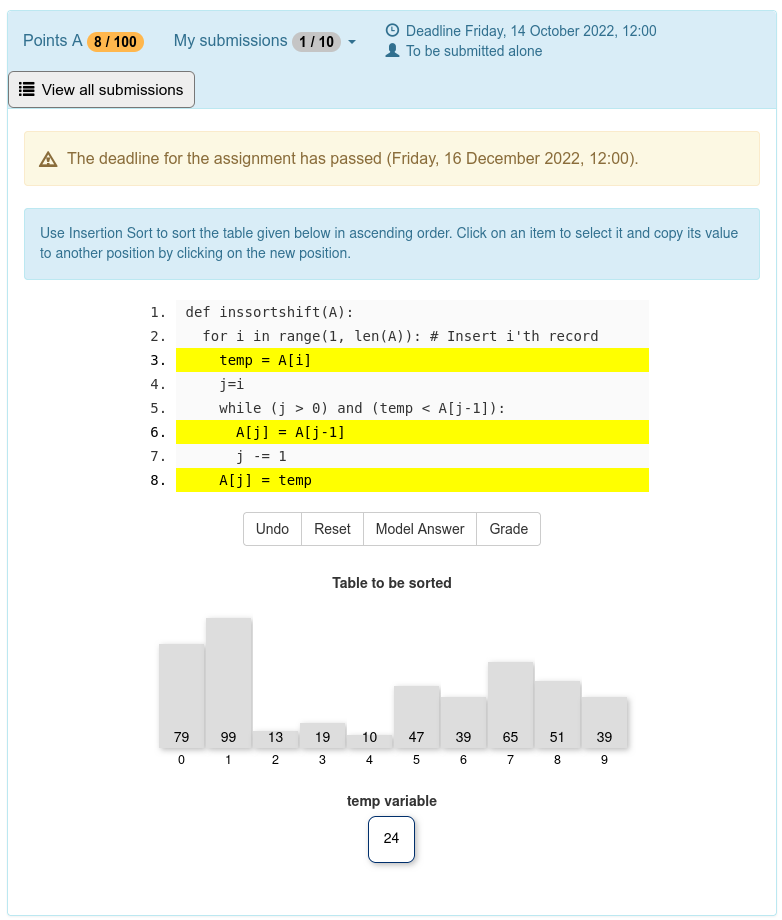 Points A 8 / 100 My submissions 1 / 10
Deadline Friday, 14 October 2022, 12:00
To be submitted alone
View all submissions
The deadline for the assignment has passed (Friday, 16 December 2022, 12:00).
Use Insertion Sort to sort the table given below in ascending order. Click on an item to select it and copy its value
to another position by clicking on the new position.
1. def inssortshift(A):
2. for i in range(1, len(A)): # Insert i'th record
3. temp = A[i]
4. j=i
5. while (j > 0) and (temp < A[j-1]):
6. A[j] = A[j-1]
7. j -= 1
8. A[j] = temp
Undo Reset Model Answer Grade
Table to be sorted
79 99 13 19 10 47 39 65 51 39
0 1 2 3 4 5 6 7 8 9
temp variable
24